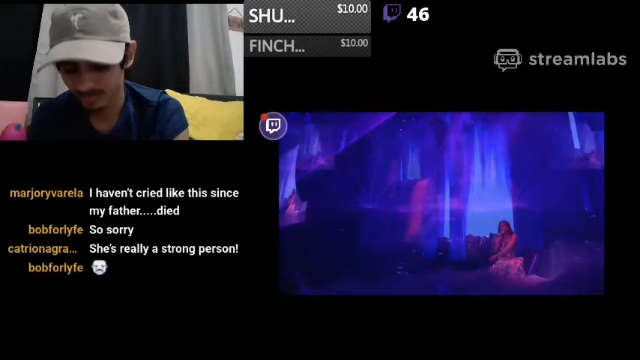 SHU... $10.00
46
FINCH... $10.00
streamlabs
marjoryvarela I haven't cried like this since
my father.....died
bobforlyfe So sorry
catrionagra... She's really a strong person!
bobforlyfe